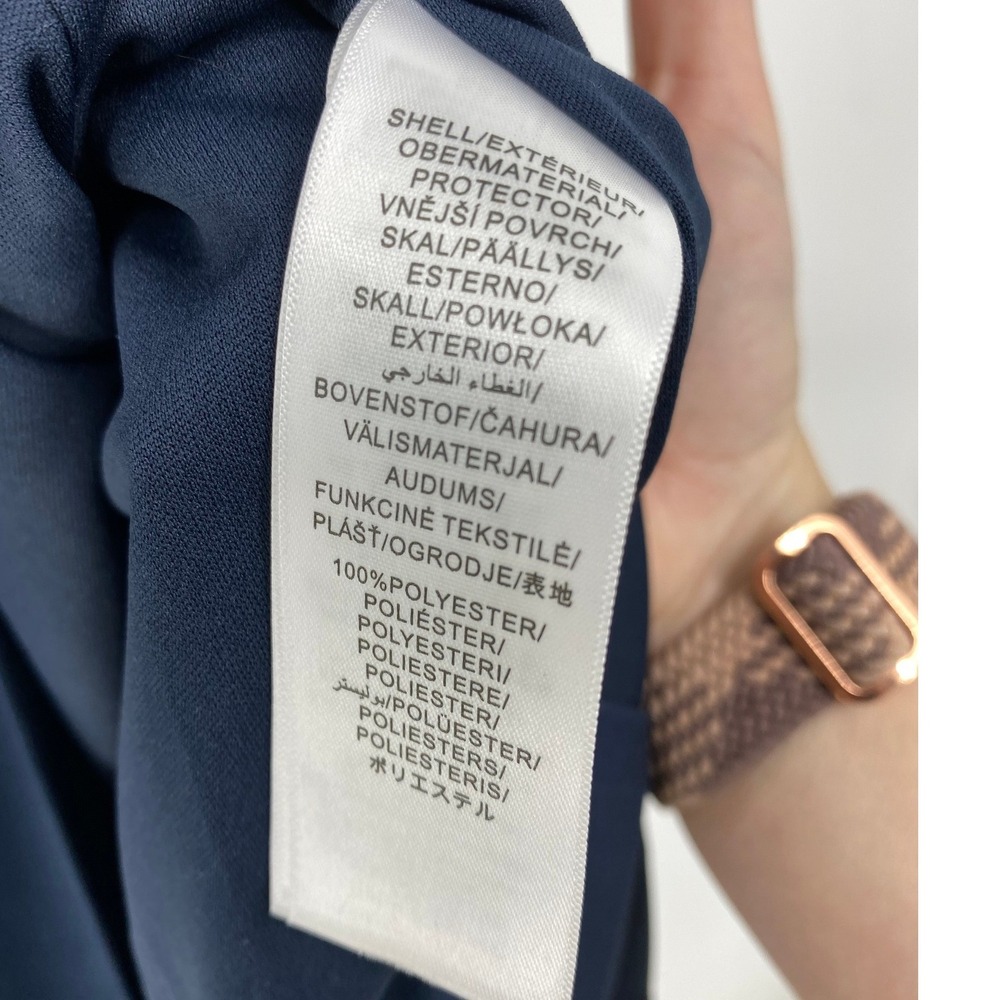 SHELL/EXTÉRIEUR/
OBERMATERIAL/
PROTECTOR/
VNĚJŠÍ POVRCH/
SKAL/PÄÄLLYS/
ESTERNO/
SKALL/POWŁOKA/
EXTERIOR/
الغطاء الخارجي/
BOVENSTOF/ČAHURA/
VÄLISMATERJAL/
AUDUMS/
FUNKCINĖ TEKSTILĖ/
PLÁŠŤ/OGRODJE/表地
100%POLYESTER/
POLIÉSTER/
POLYESTERI/
POLIESTERE/
POLIESTER/
بوليستر/POLÜESTER/
POLIESTERS/
POLIESTERIS/
ポリエステル